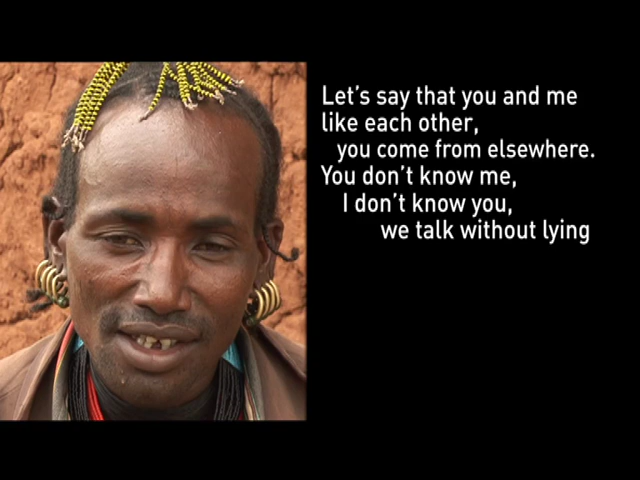 Let's say that you and me
like each other,
you come from elsewhere.
You don't know me,
I don't know you,
we talk without lying